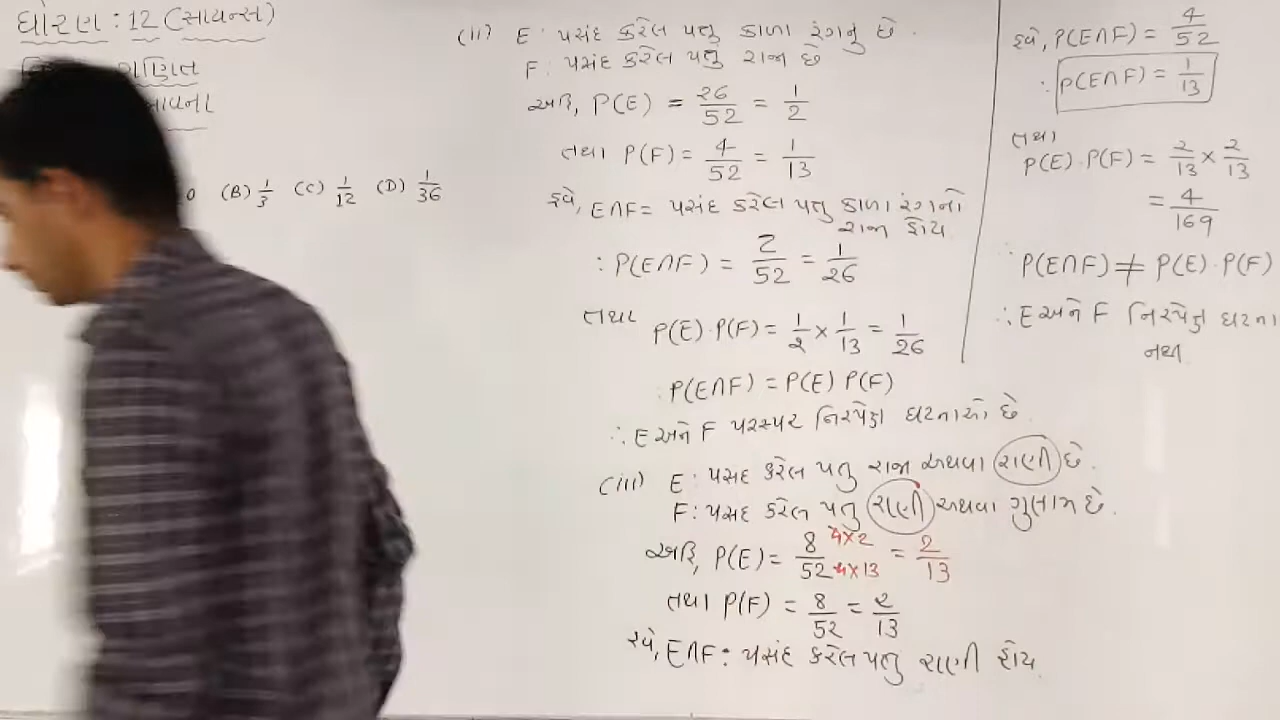 ધોરણ : 12 (સાયન્સ)
ગણિત
0 (B) 1/3 (C) 1/12 (D) 1/36
(ii) E : પસંદ કરેલ પત્તુ કાળા રંગનું છે.
F : પસંદ કરેલ પત્તુ રાજા છે
અહિ, P(E) = 26/52 = 1/2
તથા P(F) = 4/52 = 1/13
હવે, E∩F = પસંદ કરેલ પત્તુ કાળા રંગનો
રાજા હોય
∴ P(E∩F) = 2/52 = 1/26
તથા P(E)·P(F) = 1/2 × 1/13 = 1/26
∴ P(E∩F) = P(E) P(F)
∴ E અને F પરસ્પર નિરપેક્ષ ઘટનાઓ છે.
(iii) E : પસંદ કરેલ પત્તુ રાજા અથવા રાણી છે.
F : પસંદ કરેલ પત્તુ રાણી અથવા ગુલામ છે.
અહિ, P(E) = 8/52 4×2/4×13 = 2/13
તથા P(F) = 8/52 = 2/13
હવે, E∩F : પસંદ કરેલ પત્તુ રાણી હોય
હવે, P(E∩F) = 4/52
∴ P(E∩F) = 1/13
તથા
P(E)·P(F) = 2/13 × 2/13
= 4/169
∴ P(E∩F) ≠ P(E)·P(F)
∴ E અને F નિરપેક્ષ ઘટના
નથી